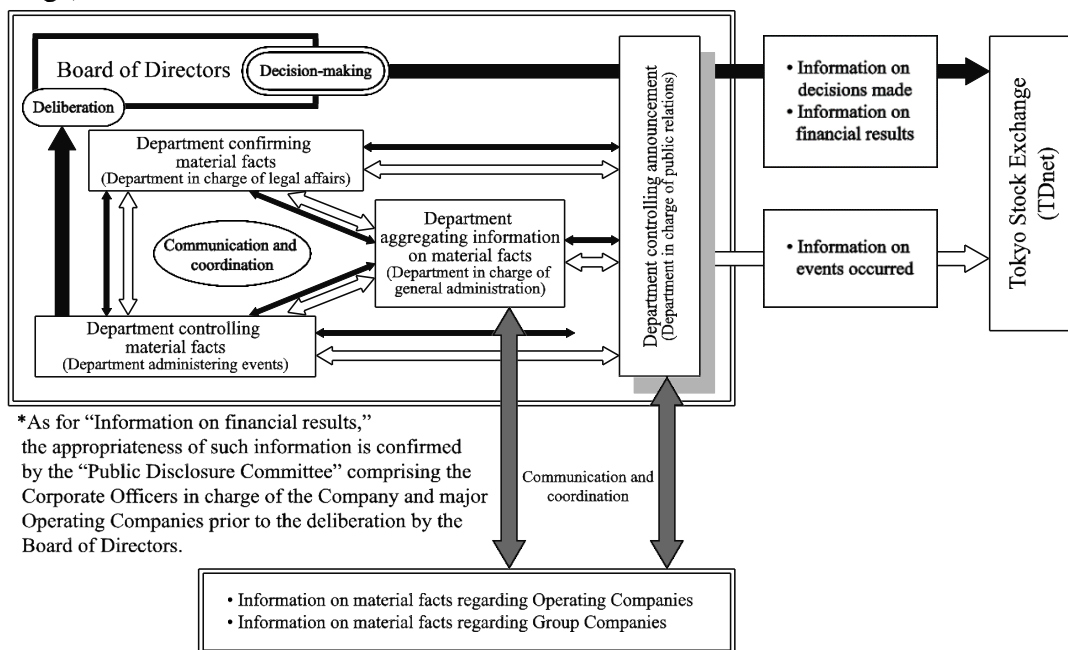 Board of Directors
Decision-making
Deliberation
Department confirming
material facts
(Department in charge of legal affairs)
Communication and
coordination
Department
aggregating information
on material facts
(Department in charge of
general administration)
Department controlling
material facts
(Department administering events)
Department controlling announcement
(Department in charge of public relations)
• Information on
decisions made
• Information on
financial results
• Information on
events occurred
Tokyo Stock Exchange
(TDnet)
*As for “Information on financial results,”
the appropriateness of such information is confirmed
by the “Public Disclosure Committee” comprising the
Corporate Officers in charge of the Company and major
Operating Companies prior to the deliberation by the
Board of Directors.
Communication and
coordination
• Information on material facts regarding Operating Companies
• Information on material facts regarding Group Companies